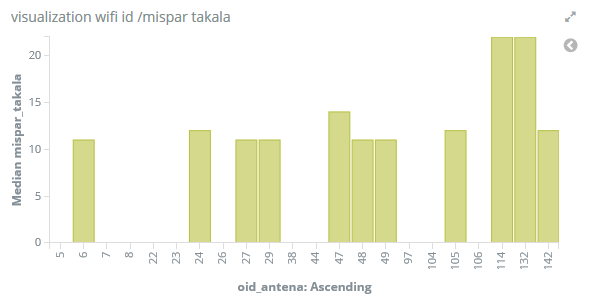 visualization wifi id /mispar takala
Median mispar_takala
20
15
10
5
0
5 6 7 8 22 23 24 26 27 29 38 44 47 48 49 97 104 105 106 114 132 142
oid_antena: Ascending